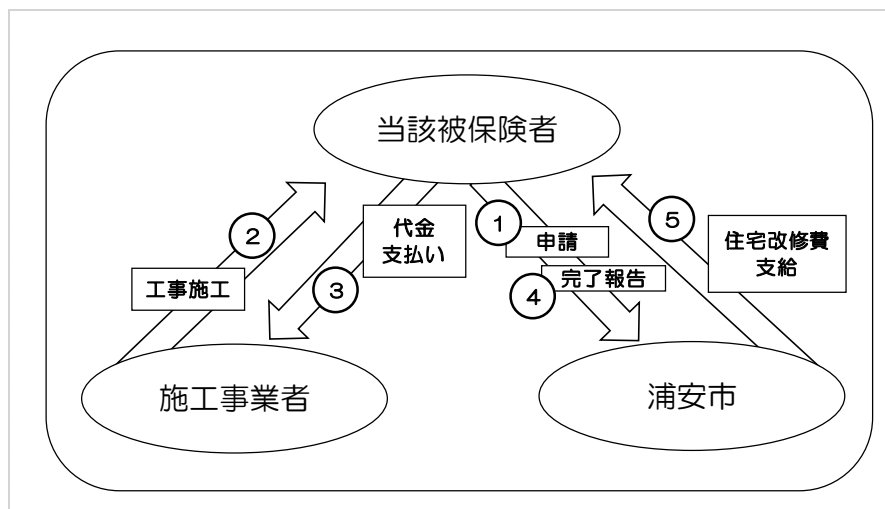 当該被保険者
②
代金
支払い
①
申請
⑤
住宅改修費
支給
工事施工
③
④
完了報告
施工事業者
浦安市